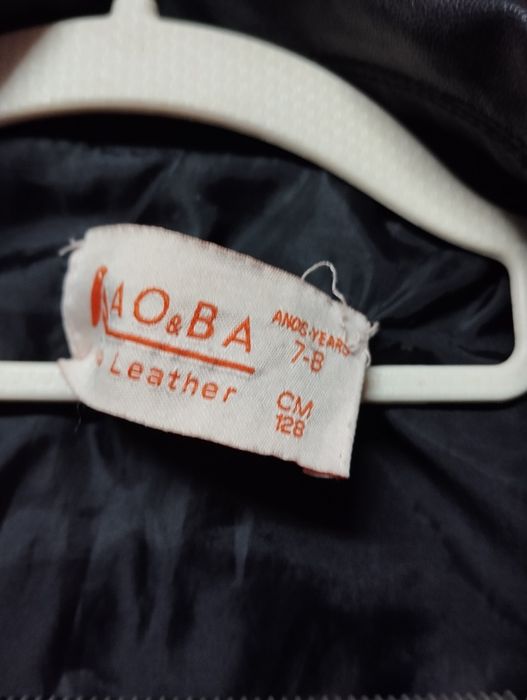 AO&BA
Leather
ANOS-YEARS
7-8
CM
128